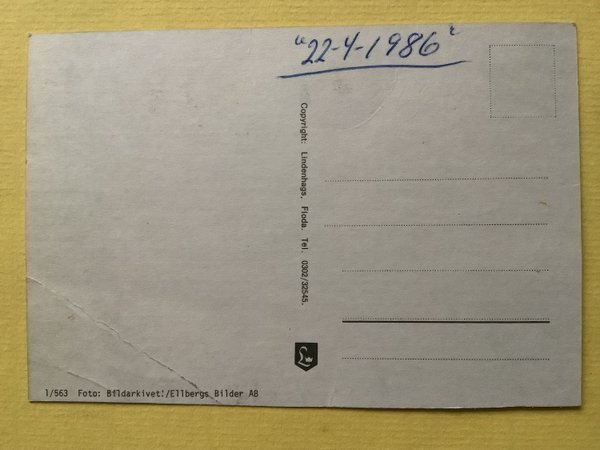 "22-4-1986"
Copyright: Lindenhags, Floda. Tel. 0302/32545.
L
1/563 Foto: Bildarkivet!/Ellbergs Bilder AB